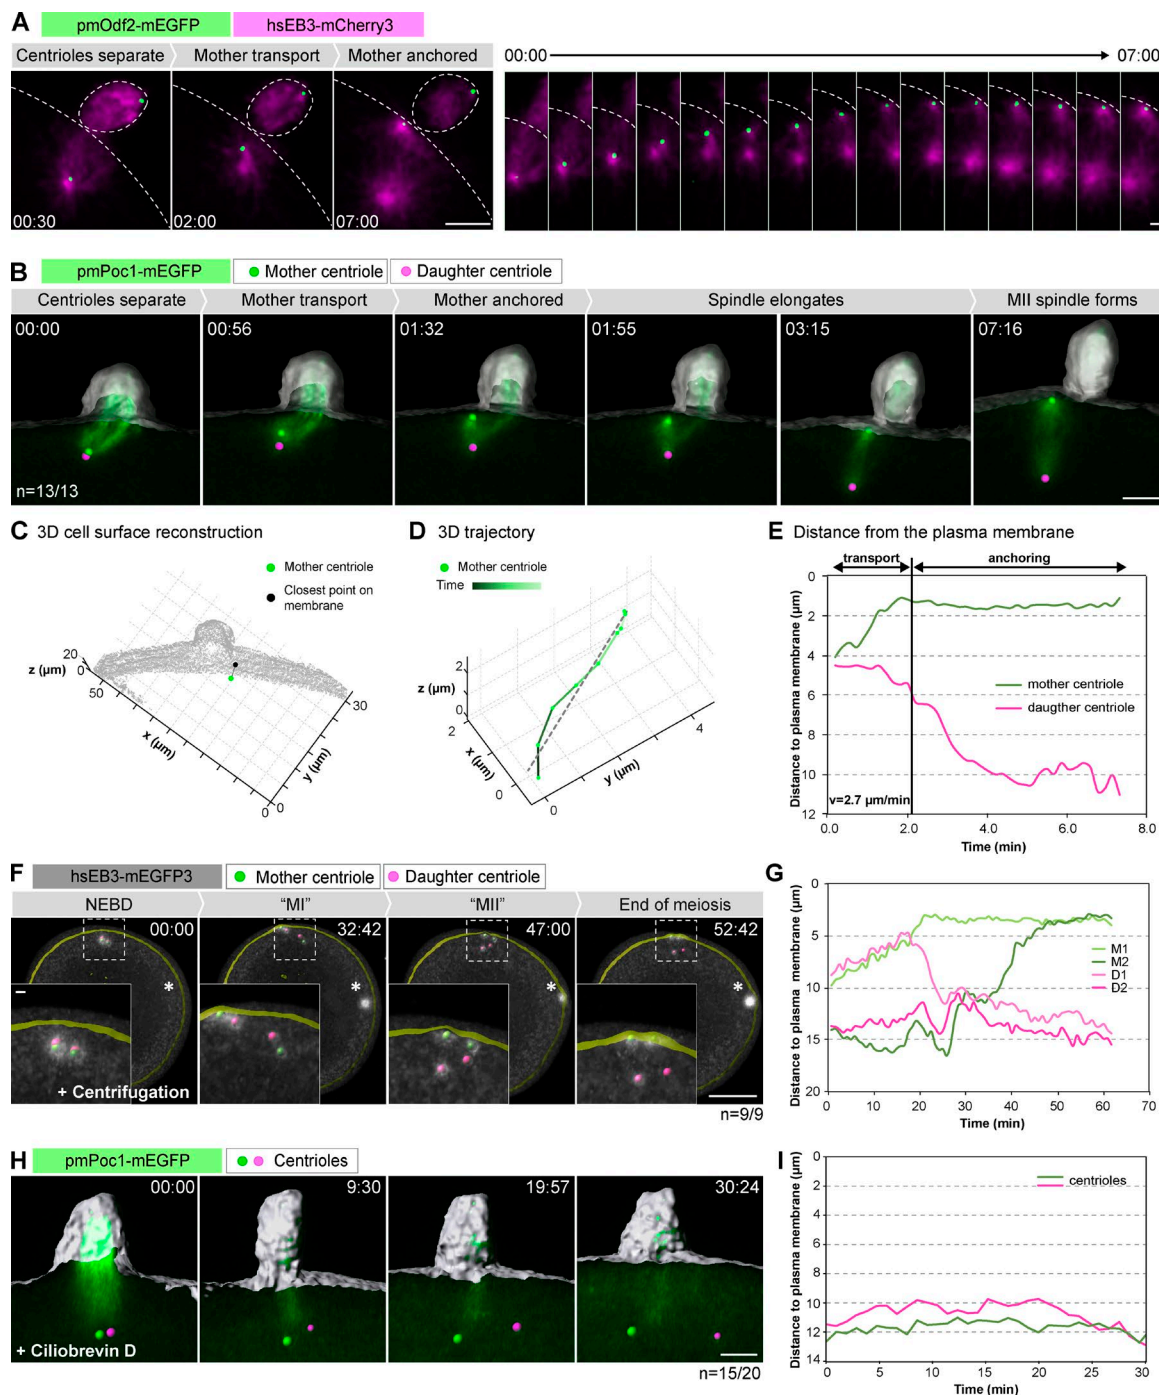 A pmOdf2-mEGFP hsEB3-mCherry3
Centrioles separate Mother transport Mother anchored 00:00 07:00
00:30 02:00 07:00
B pmPoc1-mEGFP Mother centriole Daughter centriole
Centrioles separate Mother transport Mother anchored Spindle elongates MII spindle forms
00:00 00:56 01:32 01:55 03:15 07:16
n=13/13
C 3D cell surface reconstruction
Mother centriole
Closest point on
membrane
z (µm)
20
0
50
x (µm)
0
0
y (µm)
30
D 3D trajectory
Mother centriole
Time
z (µm)
2
0
2
x (µm)
0
0
y (µm)
4
E Distance from the plasma membrane
transport anchoring
Distance to plasma membrane (µm)
0
2
4
6
8
10
12
mother centriole
daugther centriole
v=2.7 µm/min
0.0 2.0 4.0 6.0 8.0
Time (min)
F hsEB3-mEGFP3 Mother centriole Daughter centriole
NEBD "MI" "MII" End of meiosis
00:00 32:42 47:00 52:42
* * * *
+ Centrifugation
n=9/9
G
Distance to plasma membrane (µm)
0
5
10
15
20
M1
M2
D1
D2
0 10 20 30 40 50 60 70
Time (min)
H pmPoc1-mEGFP Centrioles
00:00 9:30 19:57 30:24
+ Ciliobrevin D
n=15/20
I
Distance to plasma membrane (µm)
0
2
4
6
8
10
12
14
centrioles
0 5 10 15 20 25 30
Time (min)